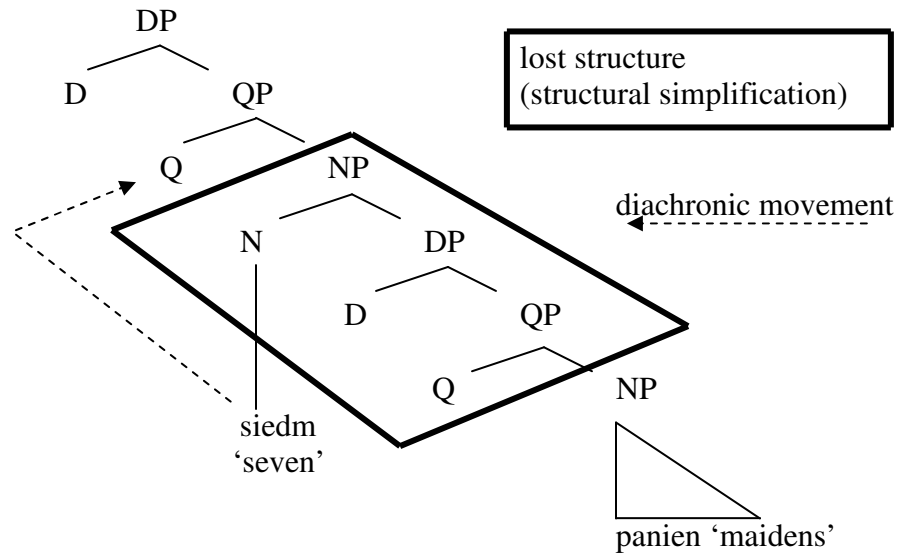 DP
D QP
lost structure
(structural simplification)
Q NP
diachronic movement
N DP
D QP
Q NP
siedm
‘seven’
panien ‘maidens’